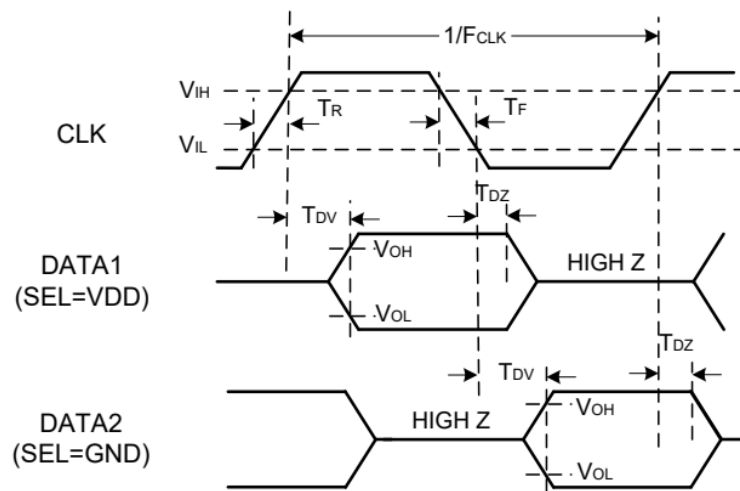 1/FCLK
VIH
TR
TF
CLK
VIL
TDZ
TDV
DATA1
(SEL=VDD)
VOH
HIGH Z
VOL
TDZ
TDV
DATA2
(SEL=GND)
HIGH Z
VOH
VOL